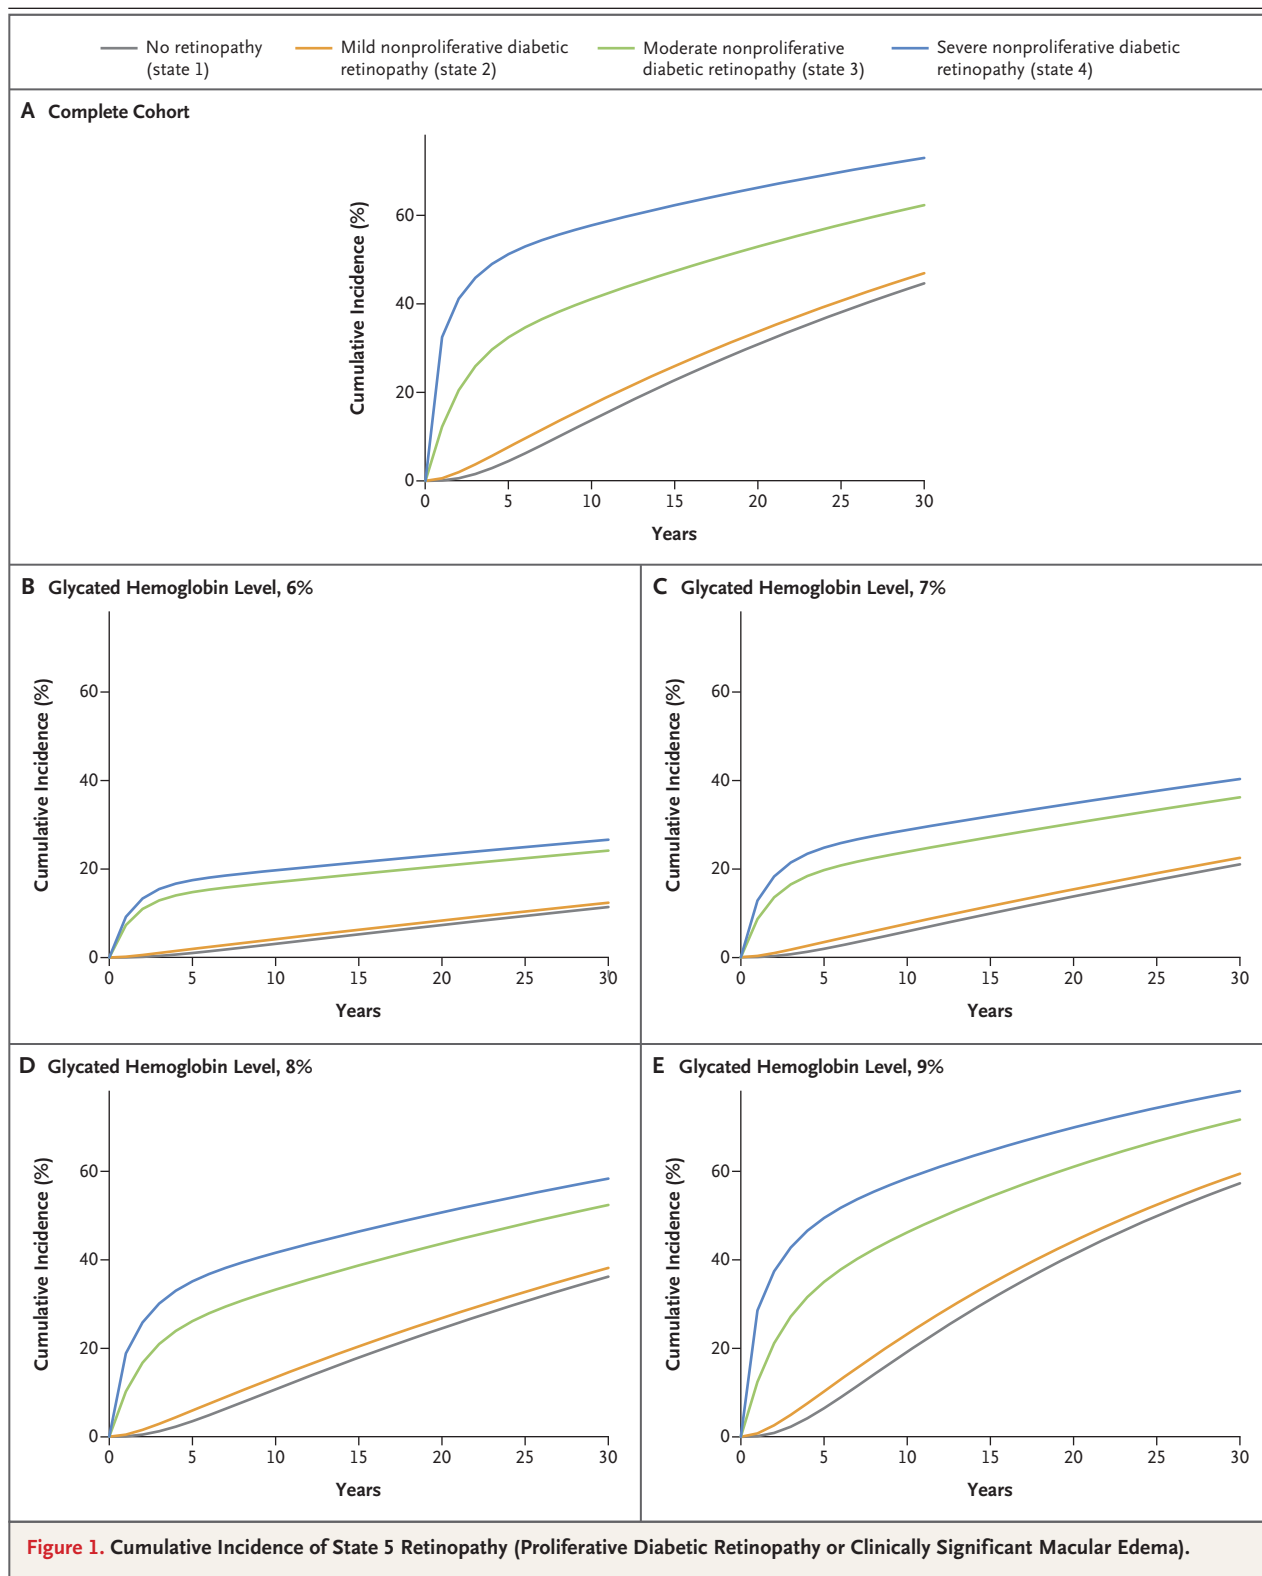 No retinopathy
(state 1)
Mild nonproliferative diabetic
retinopathy (state 2)
Moderate nonproliferative
diabetic retinopathy (state 3)
Severe nonproliferative diabetic
retinopathy (state 4)
A Complete Cohort
Cumulative Incidence (%)
60
40
20
0
0 5 10 15 20 25 30
Years
B Glycated Hemoglobin Level, 6%
Cumulative Incidence (%)
60
40
20
0
0 5 10 15 20 25 30
Years
C Glycated Hemoglobin Level, 7%
Cumulative Incidence (%)
60
40
20
0
0 5 10 15 20 25 30
Years
D Glycated Hemoglobin Level, 8%
Cumulative Incidence (%)
60
40
20
0
0 5 10 15 20 25 30
Years
E Glycated Hemoglobin Level, 9%
Cumulative Incidence (%)
60
40
20
0
0 5 10 15 20 25 30
Years
Figure 1. Cumulative Incidence of State 5 Retinopathy (Proliferative Diabetic Retinopathy or Clinically Significant Macular Edema).